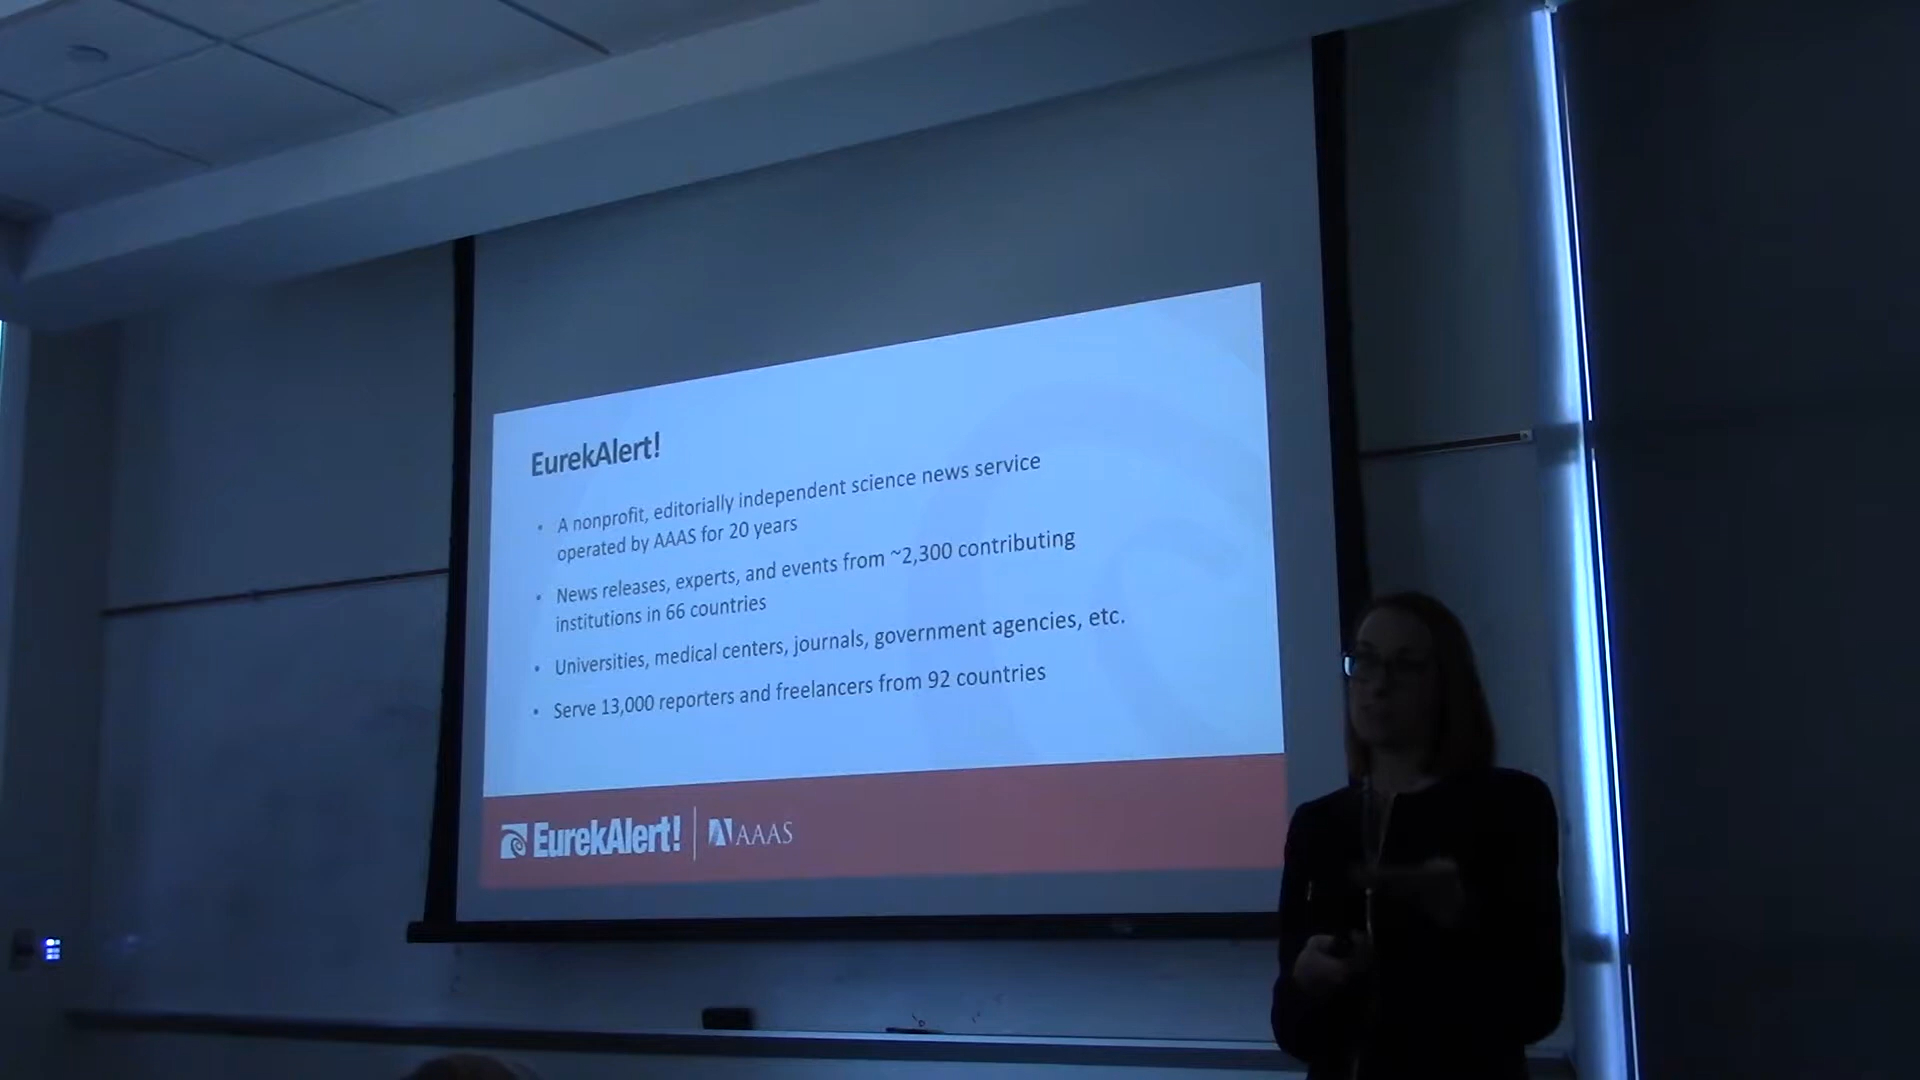 EurekAlert!
• A nonprofit, editorially independent science news service
operated by AAAS for 20 years
• News releases, experts, and events from ~2,300 contributing
institutions in 66 countries
• Universities, medical centers, journals, government agencies, etc.
• Serve 13,000 reporters and freelancers from 92 countries
EurekAlert! | AAAS